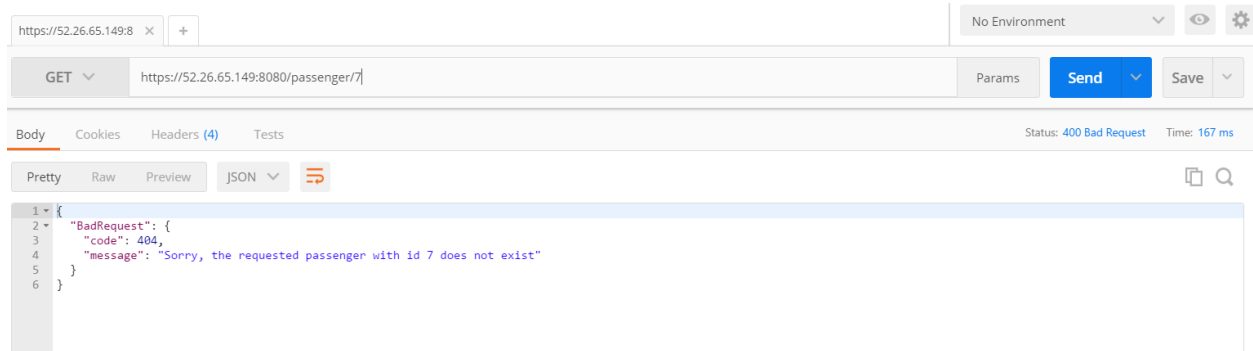 https://52.26.65.149:8 × +
No Environment
GET https://52.26.65.149:8080/passenger/7 Params Send Save
Body Cookies Headers (4) Tests Status: 400 Bad Request Time: 167 ms
Pretty Raw Preview JSON
1 {
2 "BadRequest": {
3 "code": 404,
4 "message": "Sorry, the requested passenger with id 7 does not exist"
5 }
6 }